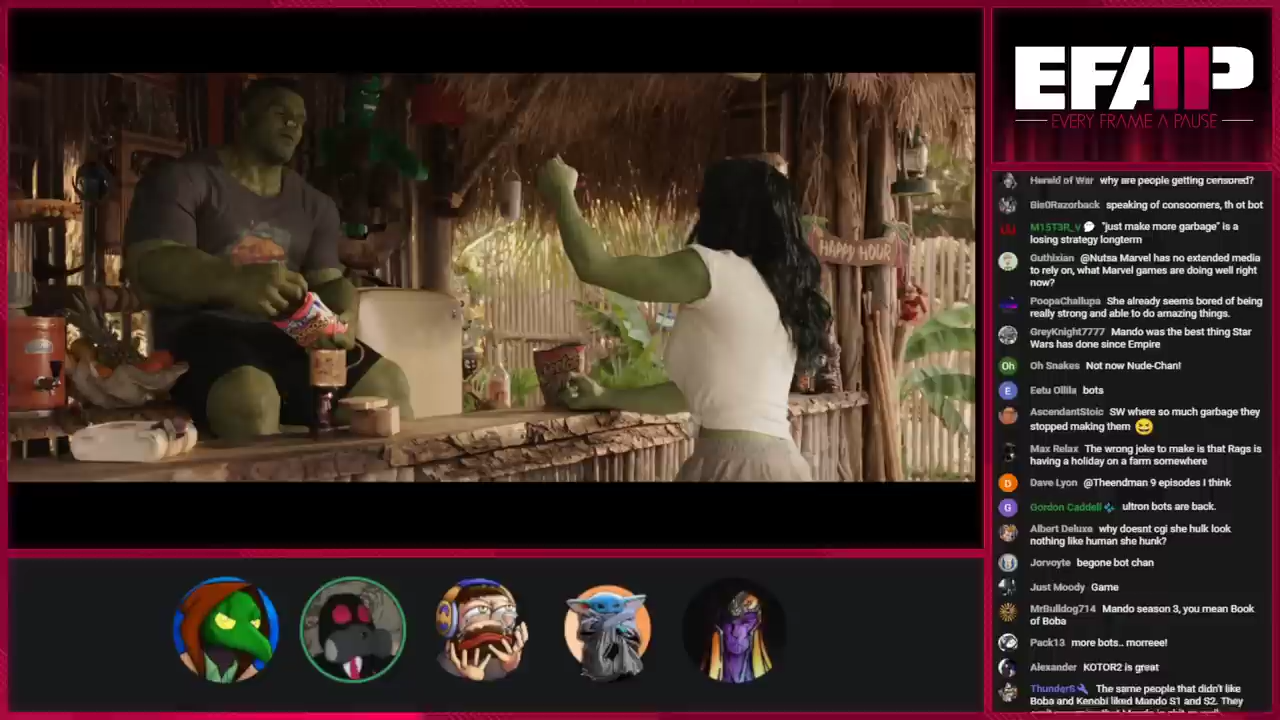 EFAP
EVERY FRAME A PAUSE
HAPPY HOUR
Herald of War why are people getting censored?
Bis0Razorback speaking of consoomers, th ot bot
M15T3R_V "just make more garbage" is a
losing strategy longterm
Guthixian @Nutsa Marvel has no extended media
to rely on, what Marvel games are doing well right
now?
PoopaChallupa She already seems bored of being
really strong and able to do amazing things.
GreyKnight7777 Mando was the best thing Star
Wars has done since Empire
Oh
Oh Snakes Not now Nude-Chan!
E
Eetu Ollila bots
AscendantStoic SW where so much garbage they
stopped making them 😆
Max Relax The wrong joke to make is that Rags is
having a holiday on a farm somewhere
D
Dave Lyon @Theendman 9 episodes I think
G
Gordon Caddell ultron bots are back.
Albert Deluxe why doesnt cgi she hulk look
nothing like human she hunk?
Jorvoyte begone bot chan
Just Moody Game
MrBulldog714 Mando season 3, you mean Book
of Boba
Pack13 more bots.. morreee!
Alexander KOTOR2 is great
ThunderS The same people that didn't like
Boba and Kenobi liked Mando S1 and S2. They